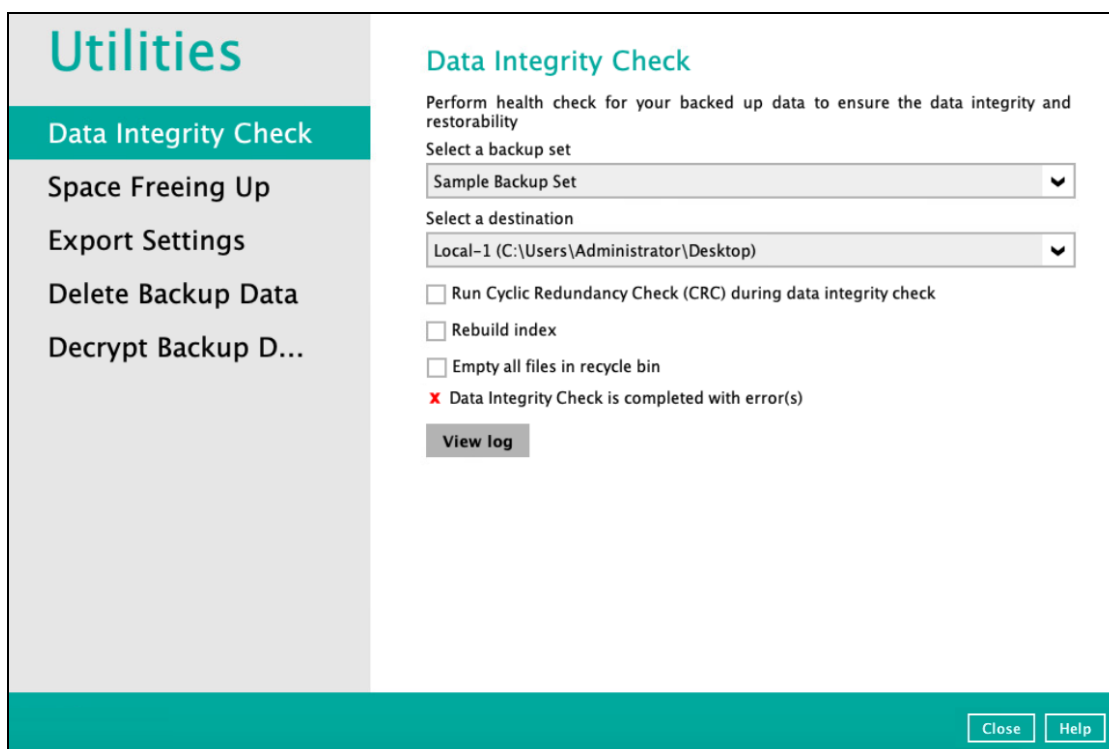 Utilities
Data Integrity Check
Space Freeing Up
Export Settings
Delete Backup Data
Decrypt Backup D...
Data Integrity Check
Perform health check for your backed up data to ensure the data integrity and
restorability
Select a backup set
Sample Backup Set
Select a destination
Local-1 (C:\Users\Administrator\Desktop)
Run Cyclic Redundancy Check (CRC) during data integrity check
Rebuild index
Empty all files in recycle bin
x Data Integrity Check is completed with error(s)
View log
Close
Help